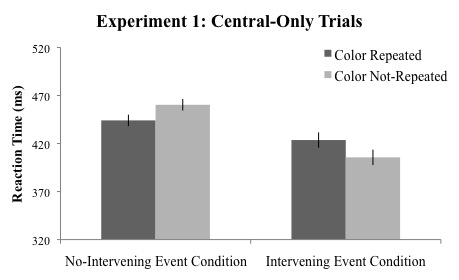 Experiment 1: Central-Only Trials
520
470
420
370
320
Reaction Time (ms)
Color Repeated
Color Not-Repeated
No-Intervening Event Condition
Intervening Event Condition